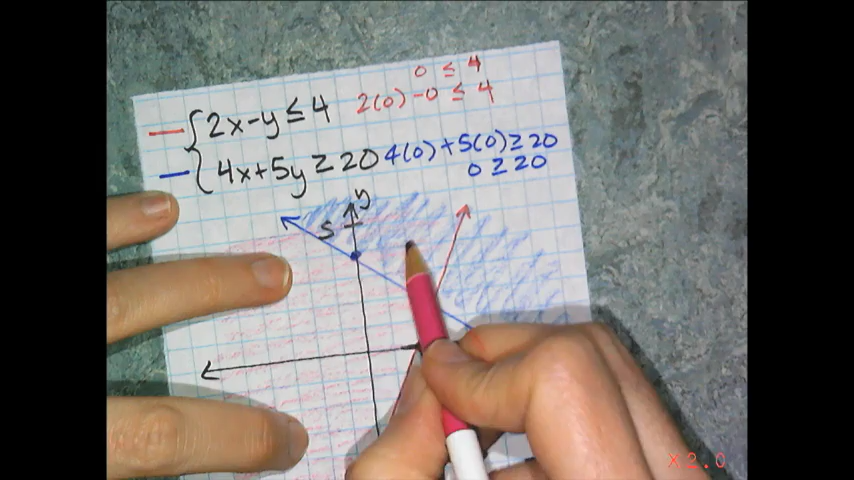 0 ≤ 4
2x-y ≤ 4 2(0) -0 ≤ 4
4x+5y ≥ 20 4(0) +5(0) ≥ 20
0 ≥ 20
y
5
X2.0